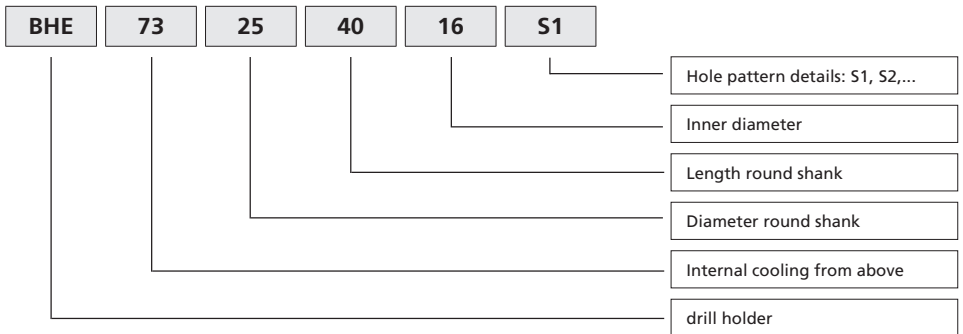 BHE 73 25 40 16 S1
Hole pattern details: S1, S2,...
Inner diameter
Length round shank
Diameter round shank
Internal cooling from above
drill holder